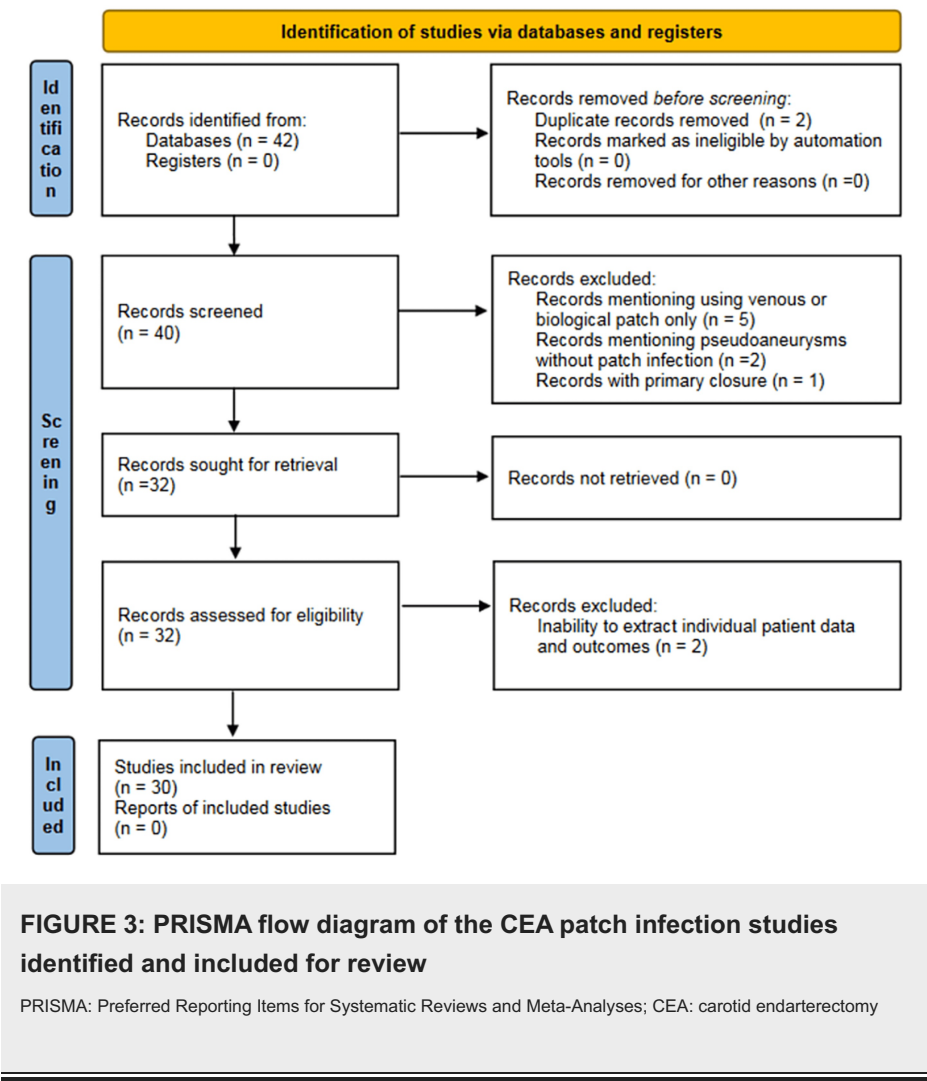 Identification of studies via databases and registers
Id
en
tifi
ca
tio
n
Records identified from:
Databases (n = 42)
Registers (n = 0)
Records removed before screening:
Duplicate records removed (n = 2)
Records marked as ineligible by automation
tools (n = 0)
Records removed for other reasons (n =0)
Sc
re
en
in
g
Records screened
(n = 40)
Records excluded:
Records mentioning using venous or
biological patch only (n = 5)
Records mentioning pseudoaneurysms
without patch infection (n =2)
Records with primary closure (n = 1)
Records sought for retrieval
(n =32)
Records not retrieved (n = 0)
Records assessed for eligibility
(n = 32)
Records excluded:
Inability to extract individual patient data
and outcomes (n = 2)
In
cl
ud
ed
Studies included in review
(n = 30)
Reports of included studies
(n = 0)
FIGURE 3: PRISMA flow diagram of the CEA patch infection studies
identified and included for review
PRISMA: Preferred Reporting Items for Systematic Reviews and Meta-Analyses; CEA: carotid endarterectomy